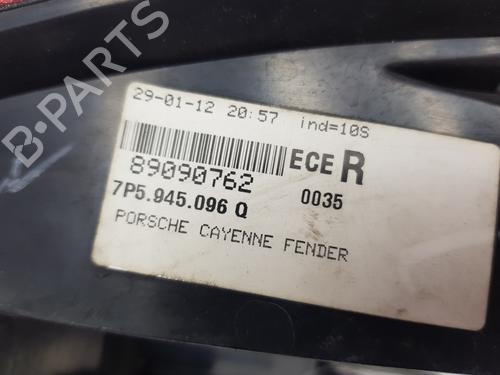 29-01-12 20:57 ind=10S
ECE R
89090762
0035
7P5.945.096 Q
PORSCHE CAYENNE FENDER
B-PARTS